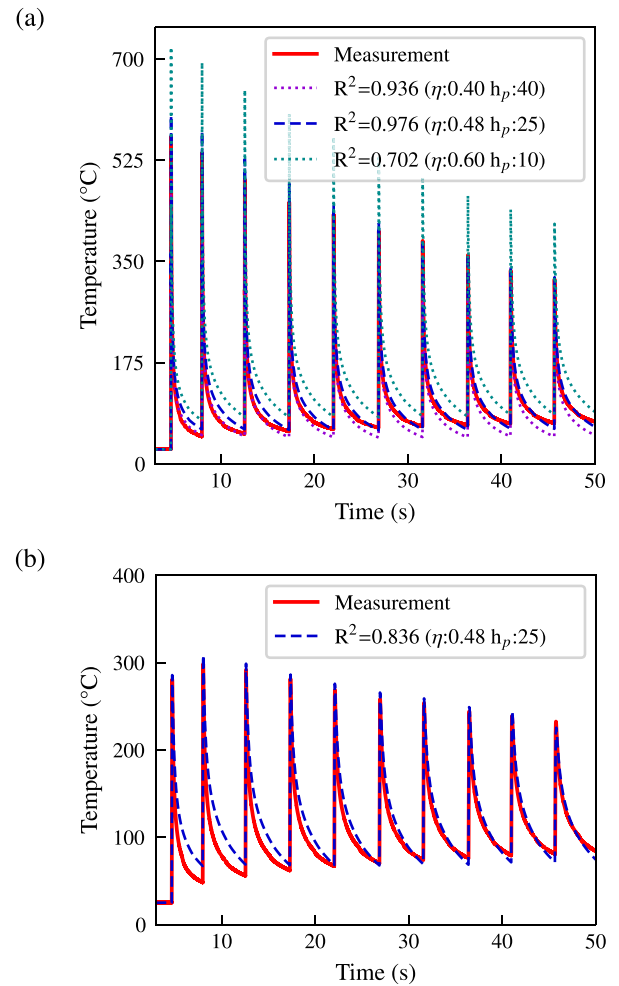 (a)
700
525
350
175
0
Temperature (°C)
Measurement
R²=0.936 (η:0.40 hₚ:40)
R²=0.976 (η:0.48 hₚ:25)
R²=0.702 (η:0.60 hₚ:10)
10 20 30 40 50
Time (s)
(b)
400
300
200
100
0
Temperature (°C)
Measurement
R²=0.836 (η:0.48 hₚ:25)
10 20 30 40 50
Time (s)